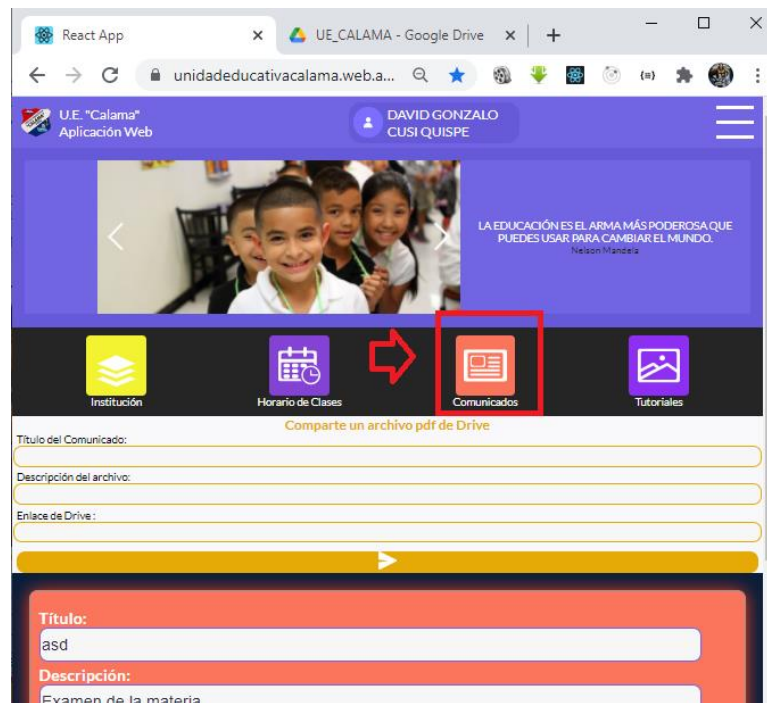 React App
UE_CALAMA - Google Drive
unidadeducativacalama.web.a...
U.E. "Calama"
Aplicación Web
DAVID GONZALO
CUSI QUISPE
LA EDUCACIÓN ES EL ARMA MÁS PODEROSA QUE
PUEDES USAR PARA CAMBIAR EL MUNDO.
Nelson Mandela
Institución
Horario de Clases
Comunicados
Tutoriales
Comparte un archivo pdf de Drive
Título del Comunicado:
Descripción del archivo:
Enlace de Drive :
Título:
asd
Descripción:
Examen de la materia